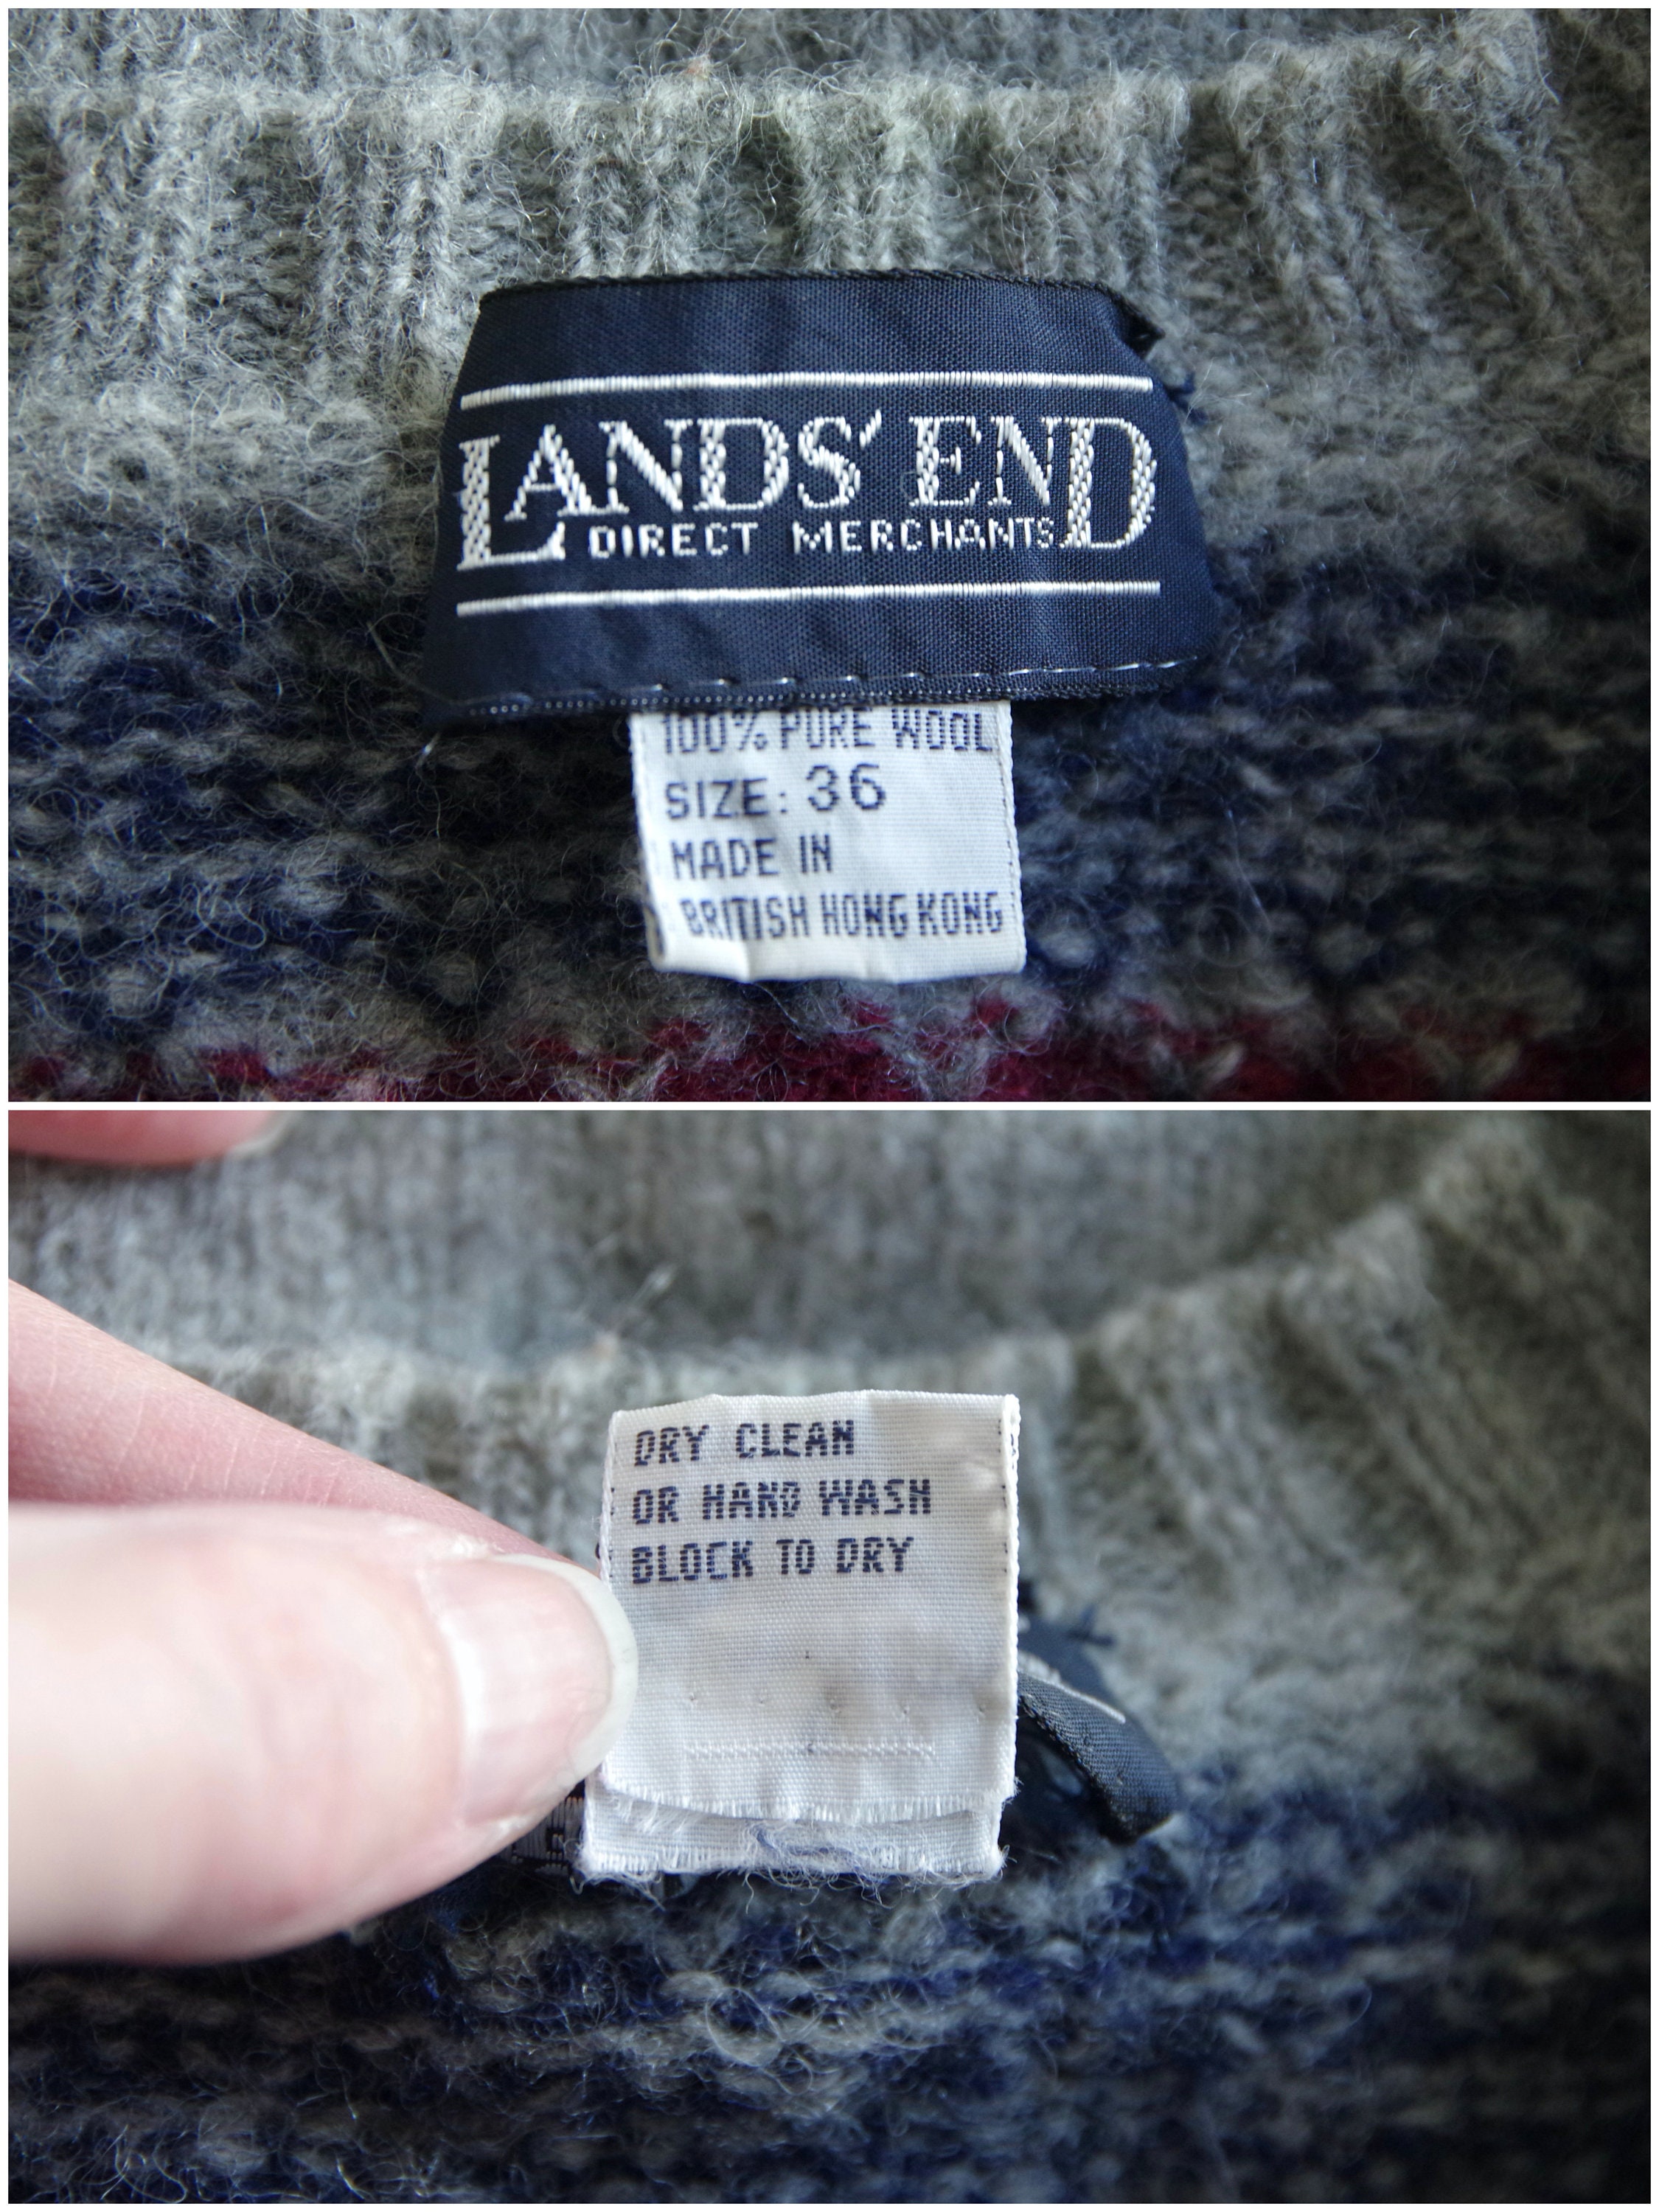 LANDS' END
DIRECT MERCHANTS
100% PURE WOOL
SIZE: 36
MADE IN
BRITISH HONG KONG
DRY CLEAN
OR HAND WASH
BLOCK TO DRY